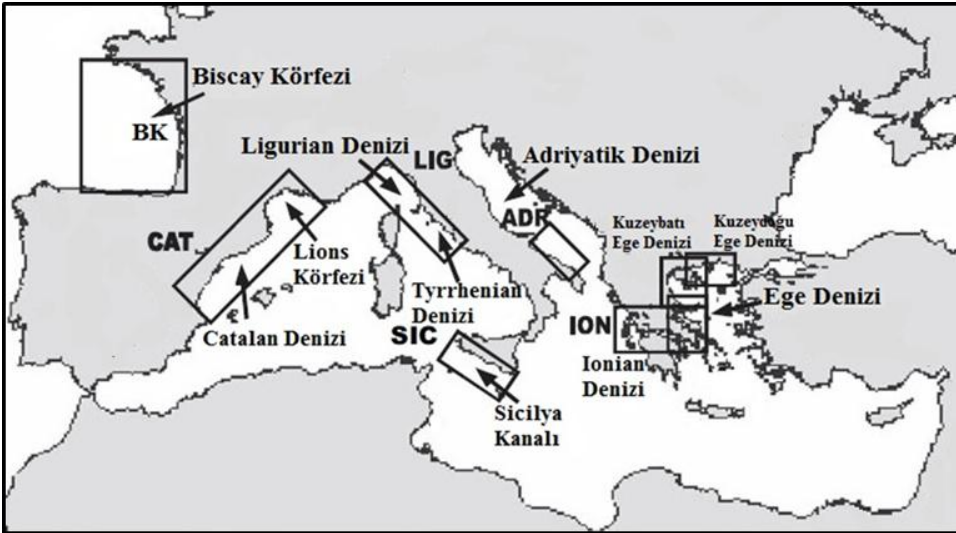 Biscay Körfezi
BK
Ligurian Denizi
LIG
Adriyatik Denizi
ADR
Kuzeybatı
Ege Denizi
Kuzeydoğu
Ege Denizi
CAT
Lions
Körfezi
Tyrrhenian
Denizi
Ege Denizi
Catalan Denizi
SIC
ION
Ionian
Denizi
Sicilya
Kanalı